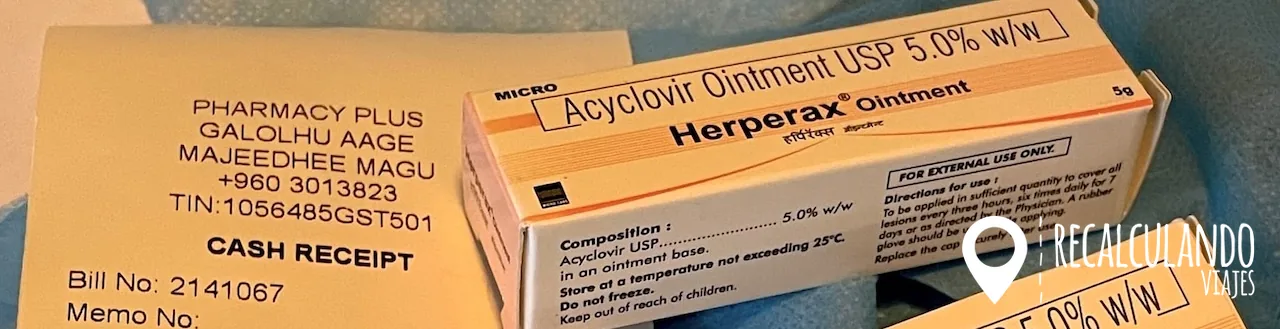 PHARMACY PLUS
GALOLHU AAGE
MAJEEDHEE MAGU
+960 3013823
TIN:1056485GST501
CASH RECEIPT
Bill No: 2141067
Memo No:
MICRO
Acyclovir Ointment USP 5.0% w/w
Herperax® Ointment
हर्पिरॅक्स ऑइन्टमेन्ट
5g
Composition :
Acyclovir USP........................ 5.0% w/w
in an ointment base.
Store at a temperature not exceeding 25°C.
Do not freeze.
Keep out of reach of children.
FOR EXTERNAL USE ONLY.
Directions for use :
To be applied in sufficient quantity to cover all
lesions every three hours, six times daily for 7
days or as directed by the Physician. A rubber
glove should be applying.
Replace the cap
5.0% w/w
RECALCULANDO
VIAJES